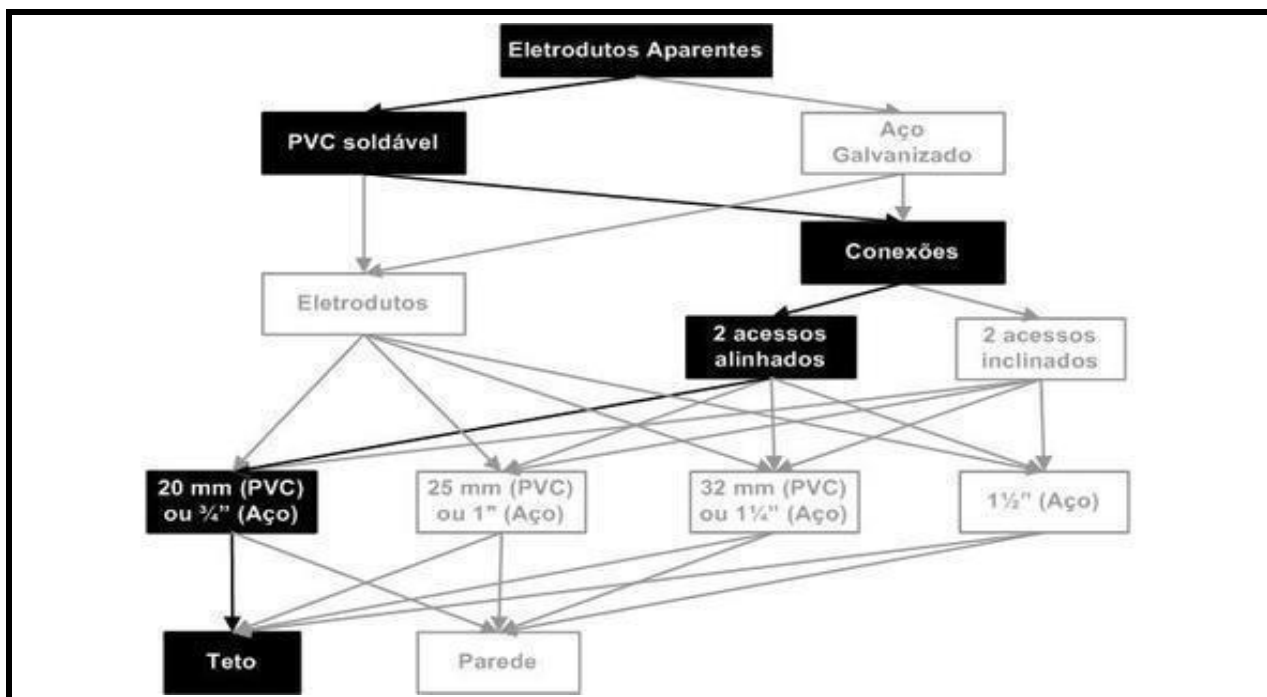 Eletrodutos Aparentes
PVC soldável
Aço
Galvanizado
Conexões
Eletrodutos
2 acessos
alinhados
2 acessos
inclinados
20 mm (PVC)
ou ¾” (Aço)
25 mm (PVC)
ou 1” (Aço)
32 mm (PVC)
ou 1¼” (Aço)
1½” (Aço)
Teto
Parede